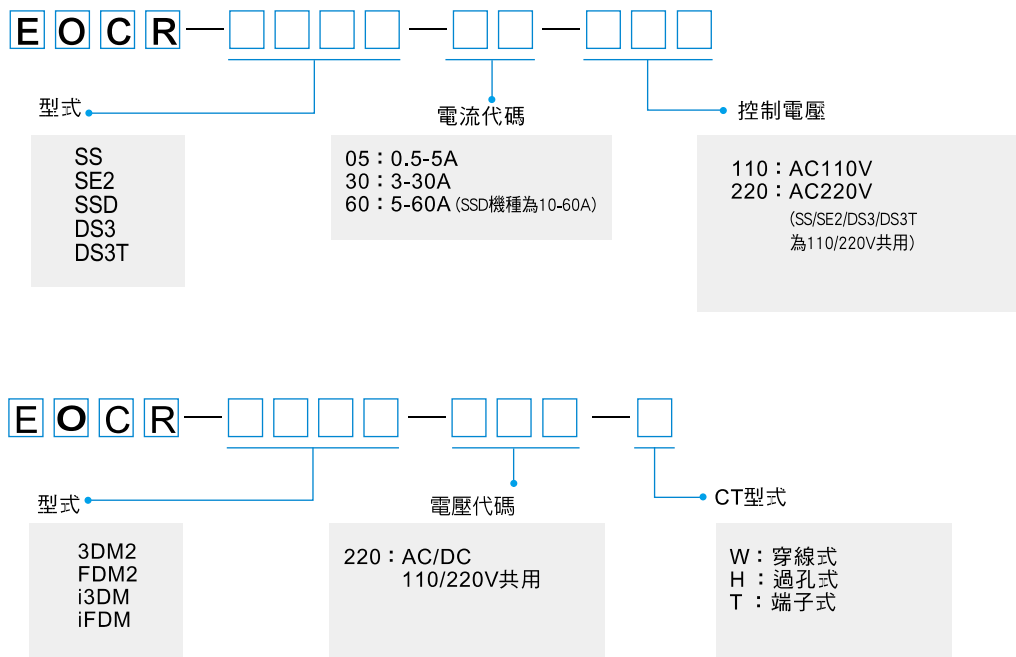 EOCR—□□□□—□□—□□□
型式
SS
SE2
SSD
DS3
DS3T
電流代碼
05：0.5-5A
30：3-30A
60：5-60A (SSD機種為10-60A)
控制電壓
110：AC110V
220：AC220V
(SS/SE2/DS3/DS3T
為110/220V共用)
EOCR—□□□□—□□□—□
型式
3DM2
FDM2
i3DM
iFDM
電壓代碼
220：AC/DC
110/220V共用
CT型式
W：穿線式
H：過孔式
T：端子式